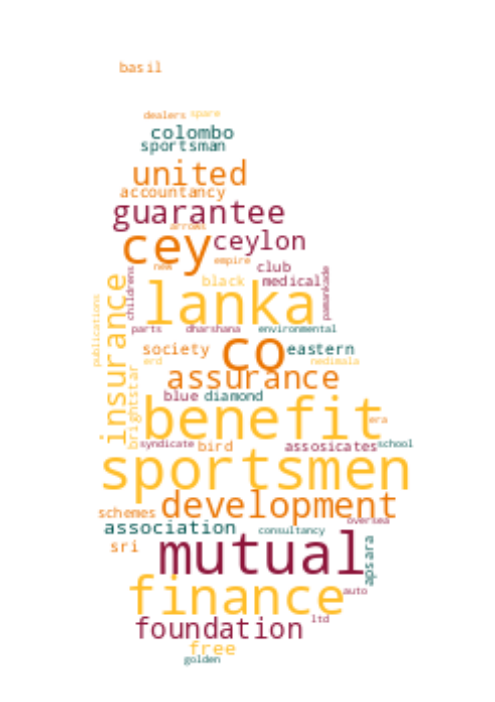 basil
dealers spare
colombo
sportsman
united
accountancy
guarantee
arrows
cey ceylon
new empire club
childrens black medical pamankade
lanka
insurance publications
parts dharshana environmental
society co eastern
erd nedimala
assurance
brightstar
blue diamond
benefit era
syndicate bird assosicates school
sportsmen
schemes development
association consultancy oversea
sri mutual apsara
finance auto
foundation ltd
free
golden